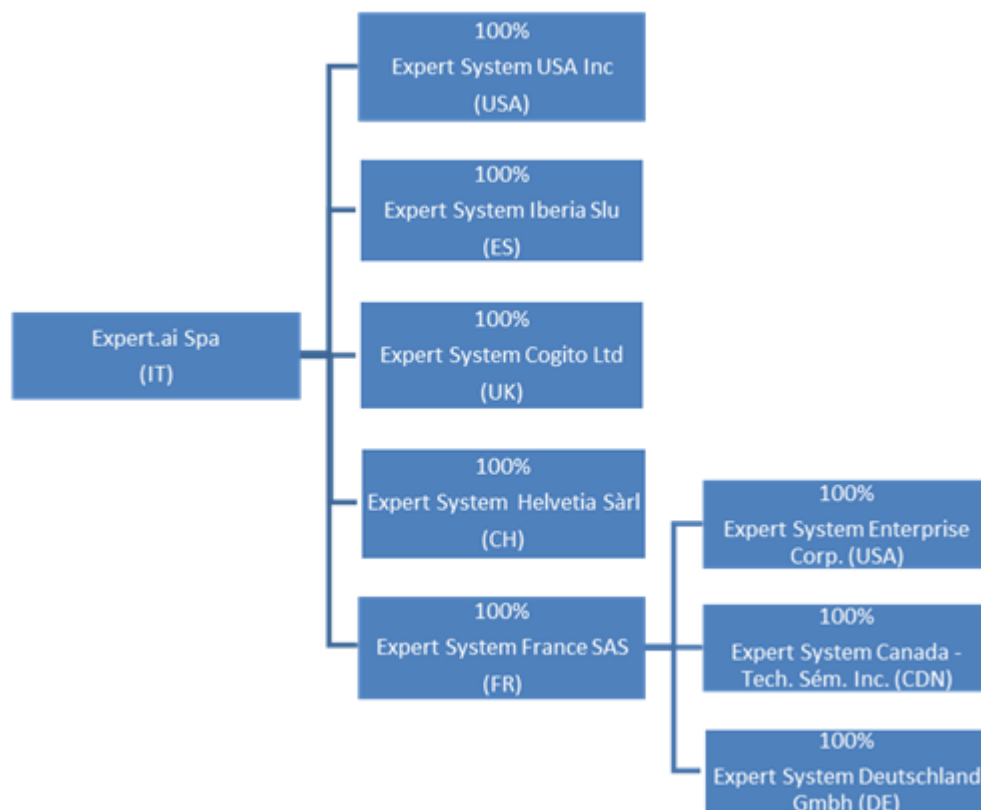 100%
Expert System USA Inc
(USA)
100%
Expert System Iberia Slu
(ES)
Expert.ai Spa
(IT)
100%
Expert System Cogito Ltd
(UK)
100%
Expert System Helvetia Sàrl
(CH)
100%
Expert System France SAS
(FR)
100%
Expert System Enterprise
Corp. (USA)
100%
Expert System Canada -
Tech. Sém. Inc. (CDN)
100%
Expert System Deutschland
Gmbh (DE)